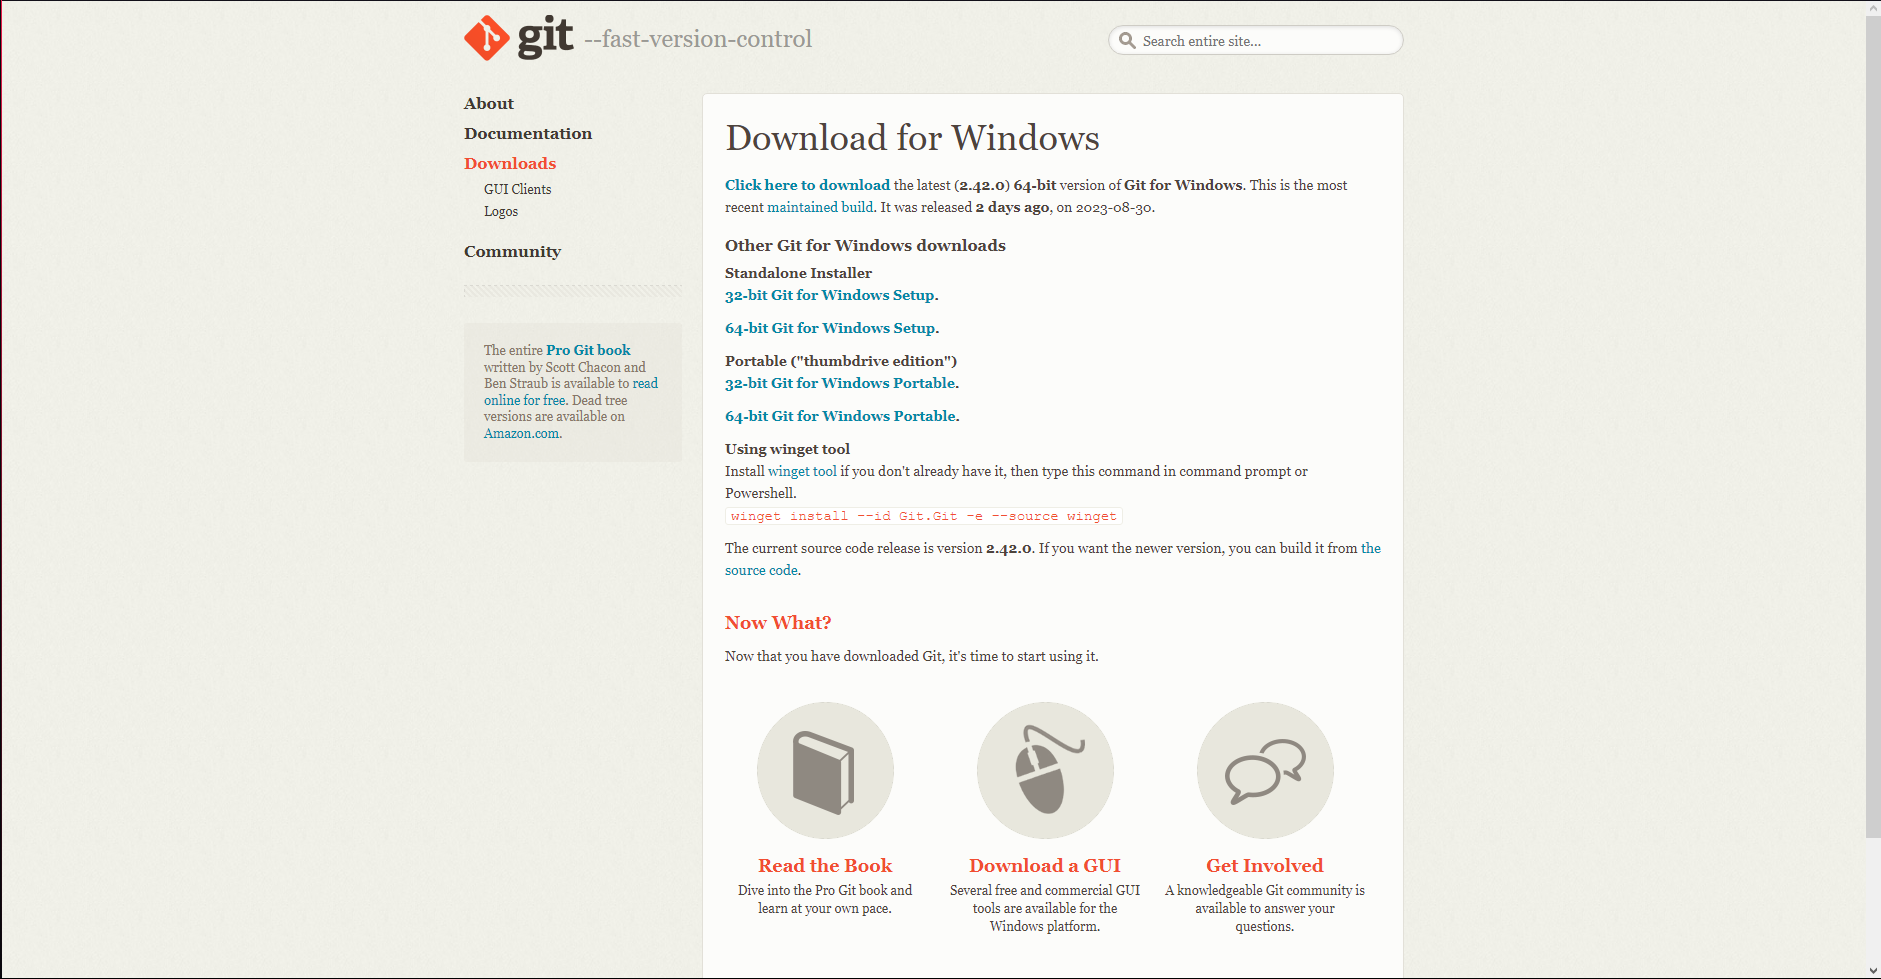 git --fast-version-control
Search entire site...
About
Documentation
Downloads
GUI Clients
Logos
Community
The entire Pro Git book
written by Scott Chacon and
Ben Straub is available to read
online for free. Dead tree
versions are available on
Amazon.com.
Download for Windows
Click here to download the latest (2.42.0) 64-bit version of Git for Windows. This is the most
recent maintained build. It was released 2 days ago, on 2023-08-30.
Other Git for Windows downloads
Standalone Installer
32-bit Git for Windows Setup.
64-bit Git for Windows Setup.
Portable ("thumbdrive edition")
32-bit Git for Windows Portable.
64-bit Git for Windows Portable.
Using winget tool
Install winget tool if you don't already have it, then type this command in command prompt or
Powershell.
winget install --id Git.Git -e --source winget
The current source code release is version 2.42.0. If you want the newer version, you can build it from the
source code.
Now What?
Now that you have downloaded Git, it's time to start using it.
Read the Book
Dive into the Pro Git book and
learn at your own pace.
Download a GUI
Several free and commercial GUI
tools are available for the
Windows platform.
Get Involved
A knowledgeable Git community is
available to answer your
questions.